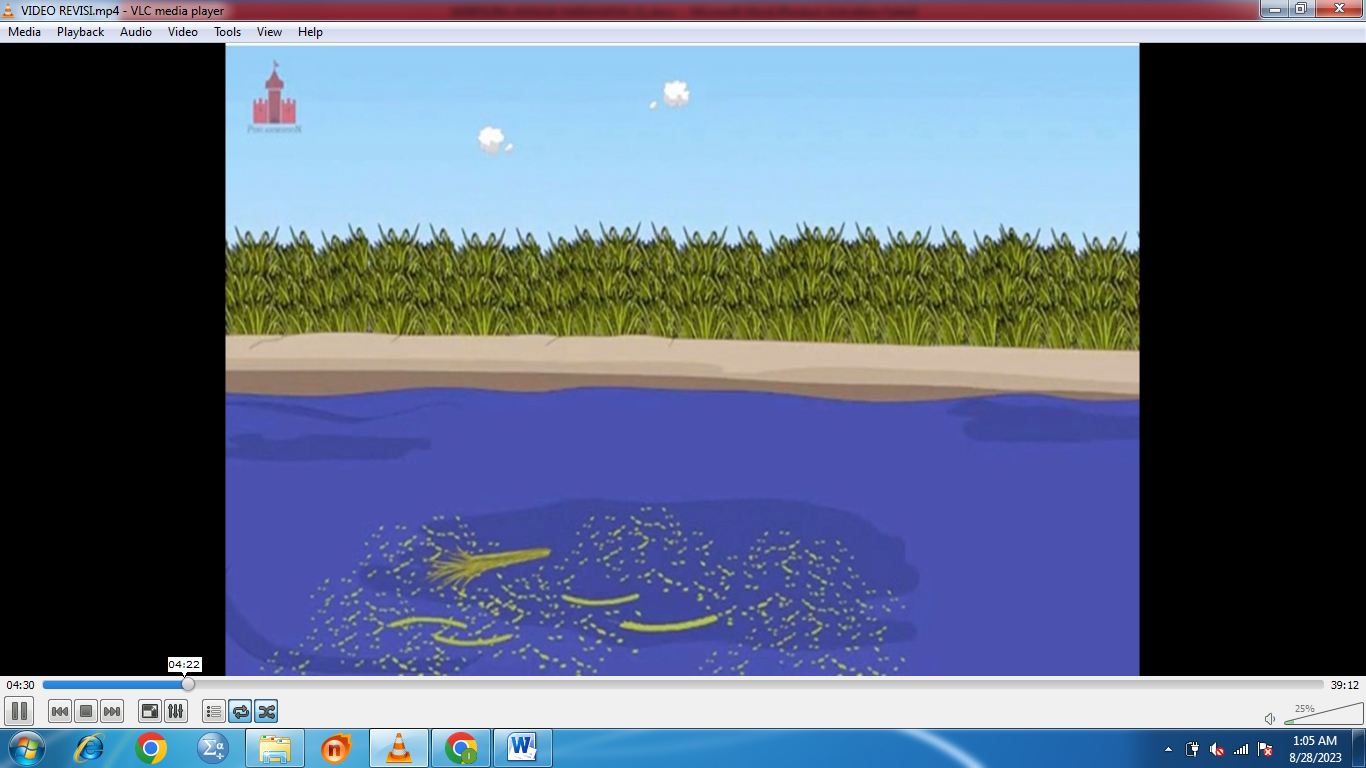 VIDEO REVISI.mp4 - VLC media player
Media Playback Audio Video Tools View Help
04:22
04:30
39:12
25%
1:05 AM
8/28/2023